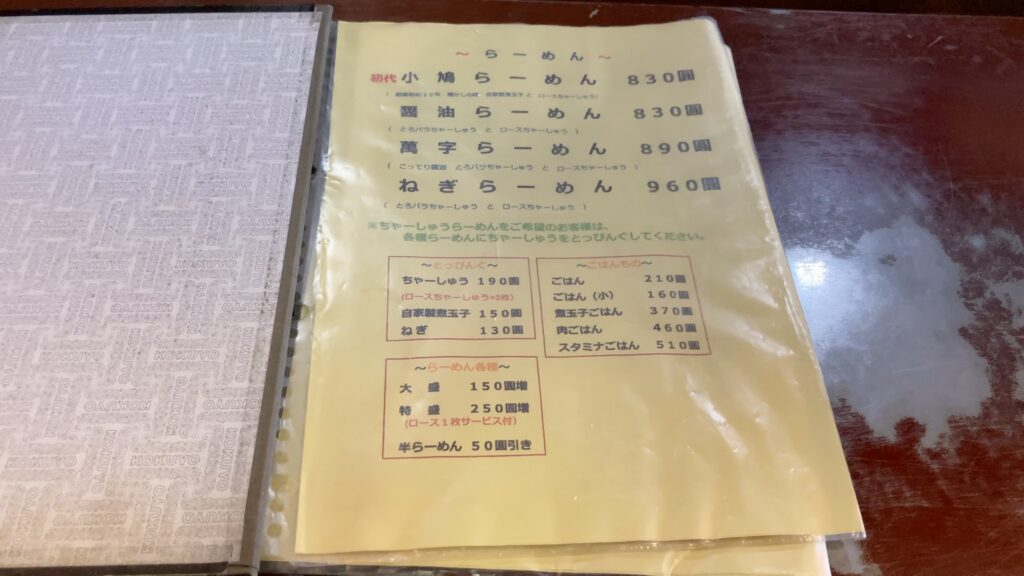 ～ らーめん ～
初代 小鳩らーめん 830圓
醤油らーめん 830圓
(とろバラちゃーしゅう と ロースちゃーしゅう)
萬字らーめん 890圓
(こってり醤油 とろバラちゃーしゅう と ロースちゃーしゅう)
ねぎらーめん 960圓
(とろバラちゃーしゅう と ロースちゃーしゅう)
※ちゃーしゅうらーめんをご希望のお客様は、
各種らーめんにちゃーしゅうをとっぴんぐしてください。
～とっぴんぐ～
ちゃーしゅう 190圓
(ロースちゃーしゅう×2枚)
自家製煮玉子 150圓
ねぎ 130圓
～ごはんもの～
ごはん 210圓
ごはん（小） 160圓
煮玉子ごはん 370圓
肉ごはん 460圓
スタミナごはん 510圓
～らーめん各種～
大 盛 150圓増
特 盛 250圓増
(ロース1枚サービス付)
半らーめん 50圓引き
KOKUYO